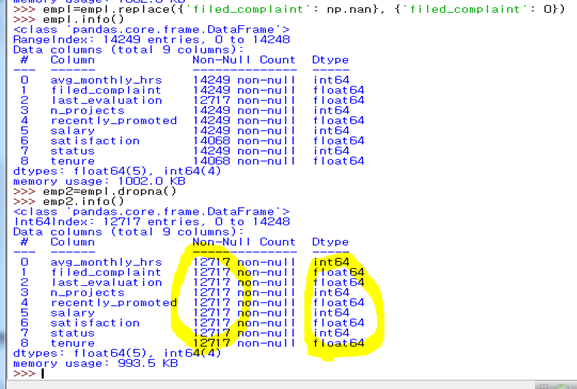 memory usage: 1002.0 KB
>>> empl=empl.replace({'filed_complaint': np.nan}, {'filed_complaint': 0})
>>> empl.info()
<class 'pandas.core.frame.DataFrame'>
RangeIndex: 14249 entries, 0 to 14248
Data columns (total 9 columns):
#   Column   Non-Null Count   Dtype
---  ------   --------------   -----
0   avg_monthly_hrs   14249 non-null   int64
1   filed_complaint   14249 non-null   float64
2   last_evaluation   12717 non-null   float64
3   n_projects   14249 non-null   int64
4   recently_promoted   14249 non-null   float64
5   salary   14249 non-null   int64
6   satisfaction   14068 non-null   float64
7   status   14249 non-null   int64
8   tenure   14068 non-null   float64
dtypes: float64(5), int64(4)
memory usage: 1002.0 KB
>>> emp2=empl.dropna()
>>> emp2.info()
<class 'pandas.core.frame.DataFrame'>
Int64Index: 12717 entries, 0 to 14248
Data columns (total 9 columns):
#   Column   Non-Null Count   Dtype
---  ------   --------------   -----
0   avg_monthly_hrs   12717 non-null   int64
1   filed_complaint   12717 non-null   float64
2   last_evaluation   12717 non-null   float64
3   n_projects   12717 non-null   int64
4   recently_promoted   12717 non-null   float64
5   salary   12717 non-null   int64
6   satisfaction   12717 non-null   float64
7   status   12717 non-null   int64
8   tenure   12717 non-null   float64
dtypes: float64(5), int64(4)
memory usage: 993.5 KB
>>>